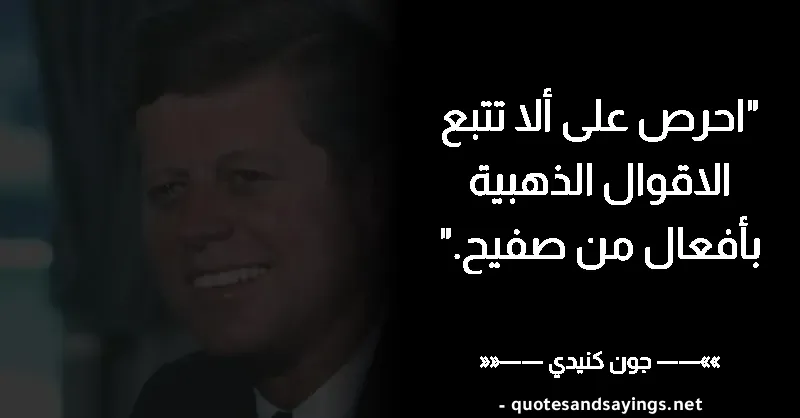 "احرص على ألا تتبع
الاقوال الذهبية
بأفعال من صفيح."
»»—— جون كنيدي ——««
- quotesandsayings.net